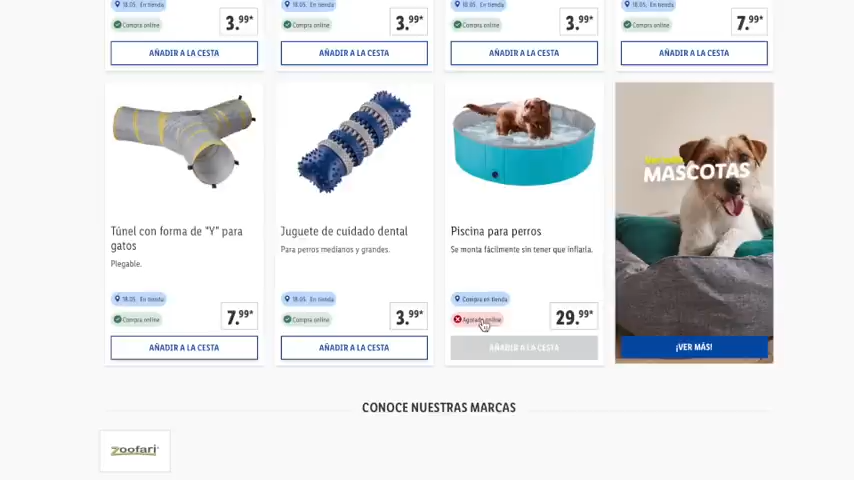 18.05. En tienda
18.05. En tienda
18.05. En tienda
18.05. En tienda
Compra online
3.99*
Compra online
3.99*
Compra online
3.99*
Compra online
7.99*
AÑADIR A LA CESTA
AÑADIR A LA CESTA
AÑADIR A LA CESTA
AÑADIR A LA CESTA
Túnel con forma de "Y" para
gatos
Plegable.
18.05. En tienda
Compra online
7.99*
AÑADIR A LA CESTA
Juguete de cuidado dental
Para perros medianos y grandes.
18.05. En tienda
Compra online
3.99*
AÑADIR A LA CESTA
Piscina para perros
Se monta fácilmente sin tener que inflarla.
Compra en tienda
Agotado online
29.99*
AÑADIR A LA CESTA
MASCOTAS
¡VER MÁS!
CONOCE NUESTRAS MARCAS
zoofari